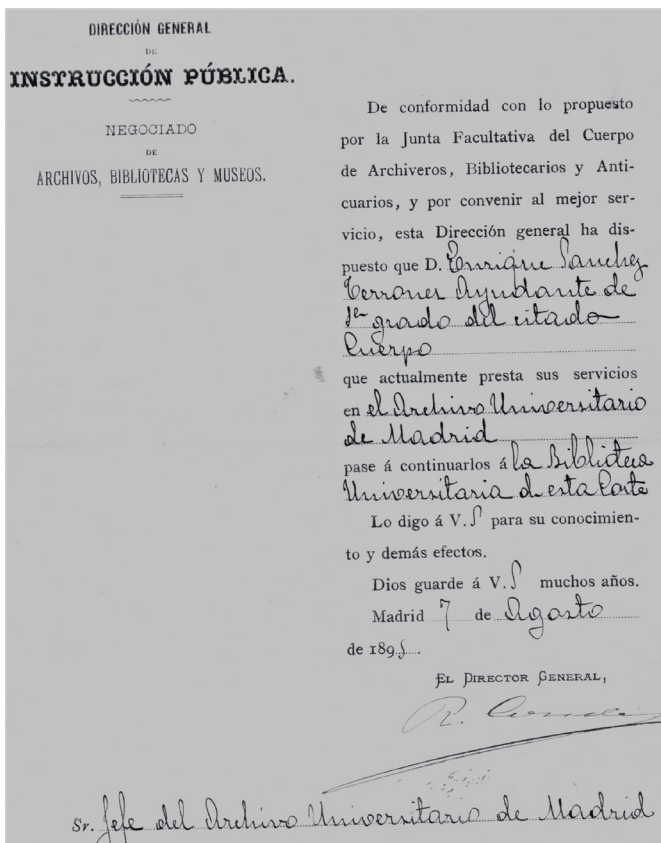 DIRECCIÓN GENERAL
DE
INSTRUCCIÓN PÚBLICA.
NEGOCIADO
DE
ARCHIVOS, BIBLIOTECAS Y MUSEOS.
De conformidad con lo propuesto
por la Junta Facultativa del Cuerpo
de Archiveros, Bibliotecarios y Anti-
cuarios, y por convenir al mejor ser-
vicio, esta Dirección general ha dis-
puesto que D. Enrique Sanchez
Terrones Ayudante de
1er grado del citado
Cuerpo
que actualmente presta sus servicios
en el Archivo Universitario
de Madrid
pase á continuarlos á la Biblioteca
Universitaria de esta Corte
Lo digo á V.S para su conocimien-
to y demás efectos.
Dios guarde á V.S muchos años.
Madrid 7 de Agosto
de 1895.
EL DIRECTOR GENERAL,
R.
Sr. Jefe del Archivo Universitario de Madrid